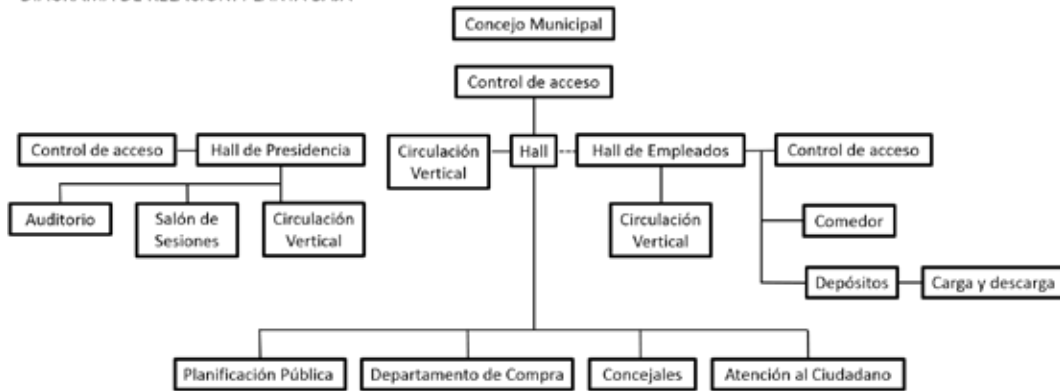 Concejo Municipal
Control de acceso
Control de acceso
Hall de Presidencia
Circulación
Vertical
Hall
Hall de Empleados
Control de acceso
Auditorio
Salón de
Sesiones
Circulación
Vertical
Circulación
Vertical
Comedor
Depósitos
Carga y descarga
Planificación Pública
Departamento de Compra
Concejales
Atención al Ciudadano